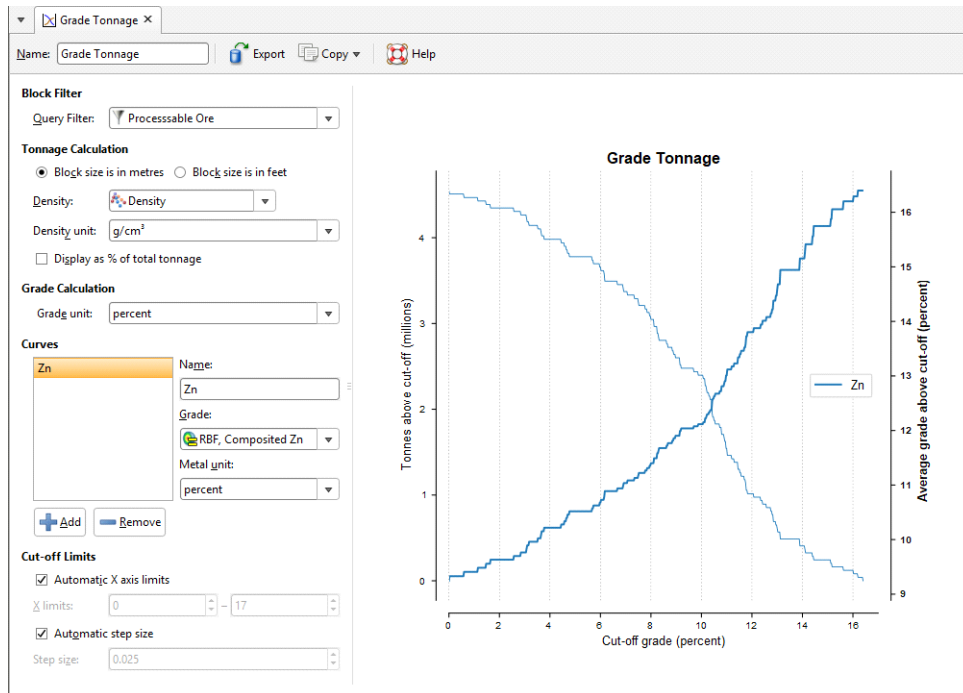 Grade Tonnage ×
Name: Grade Tonnage Export Copy Help
Block Filter
Query Filter: Processsable Ore
Tonnage Calculation
Block size is in metres Block size is in feet
Density: Density
Density unit: g/cm³
Display as % of total tonnage
Grade Calculation
Grade unit: percent
Curves
Zn
Name:
Zn
Grade:
RBF, Composited Zn
Metal unit:
percent
Add Remove
Cut-off Limits
Automatic X axis limits
X limits: 0 – 17
Automatic step size
Step size: 0.025
Grade Tonnage
Tonnes above cut-off (millions)
4
3
2
1
0
Zn
16
15
14
13
12
11
10
9
Average grade above cut-off (percent)
0 2 4 6 8 10 12 14 16
Cut-off grade (percent)